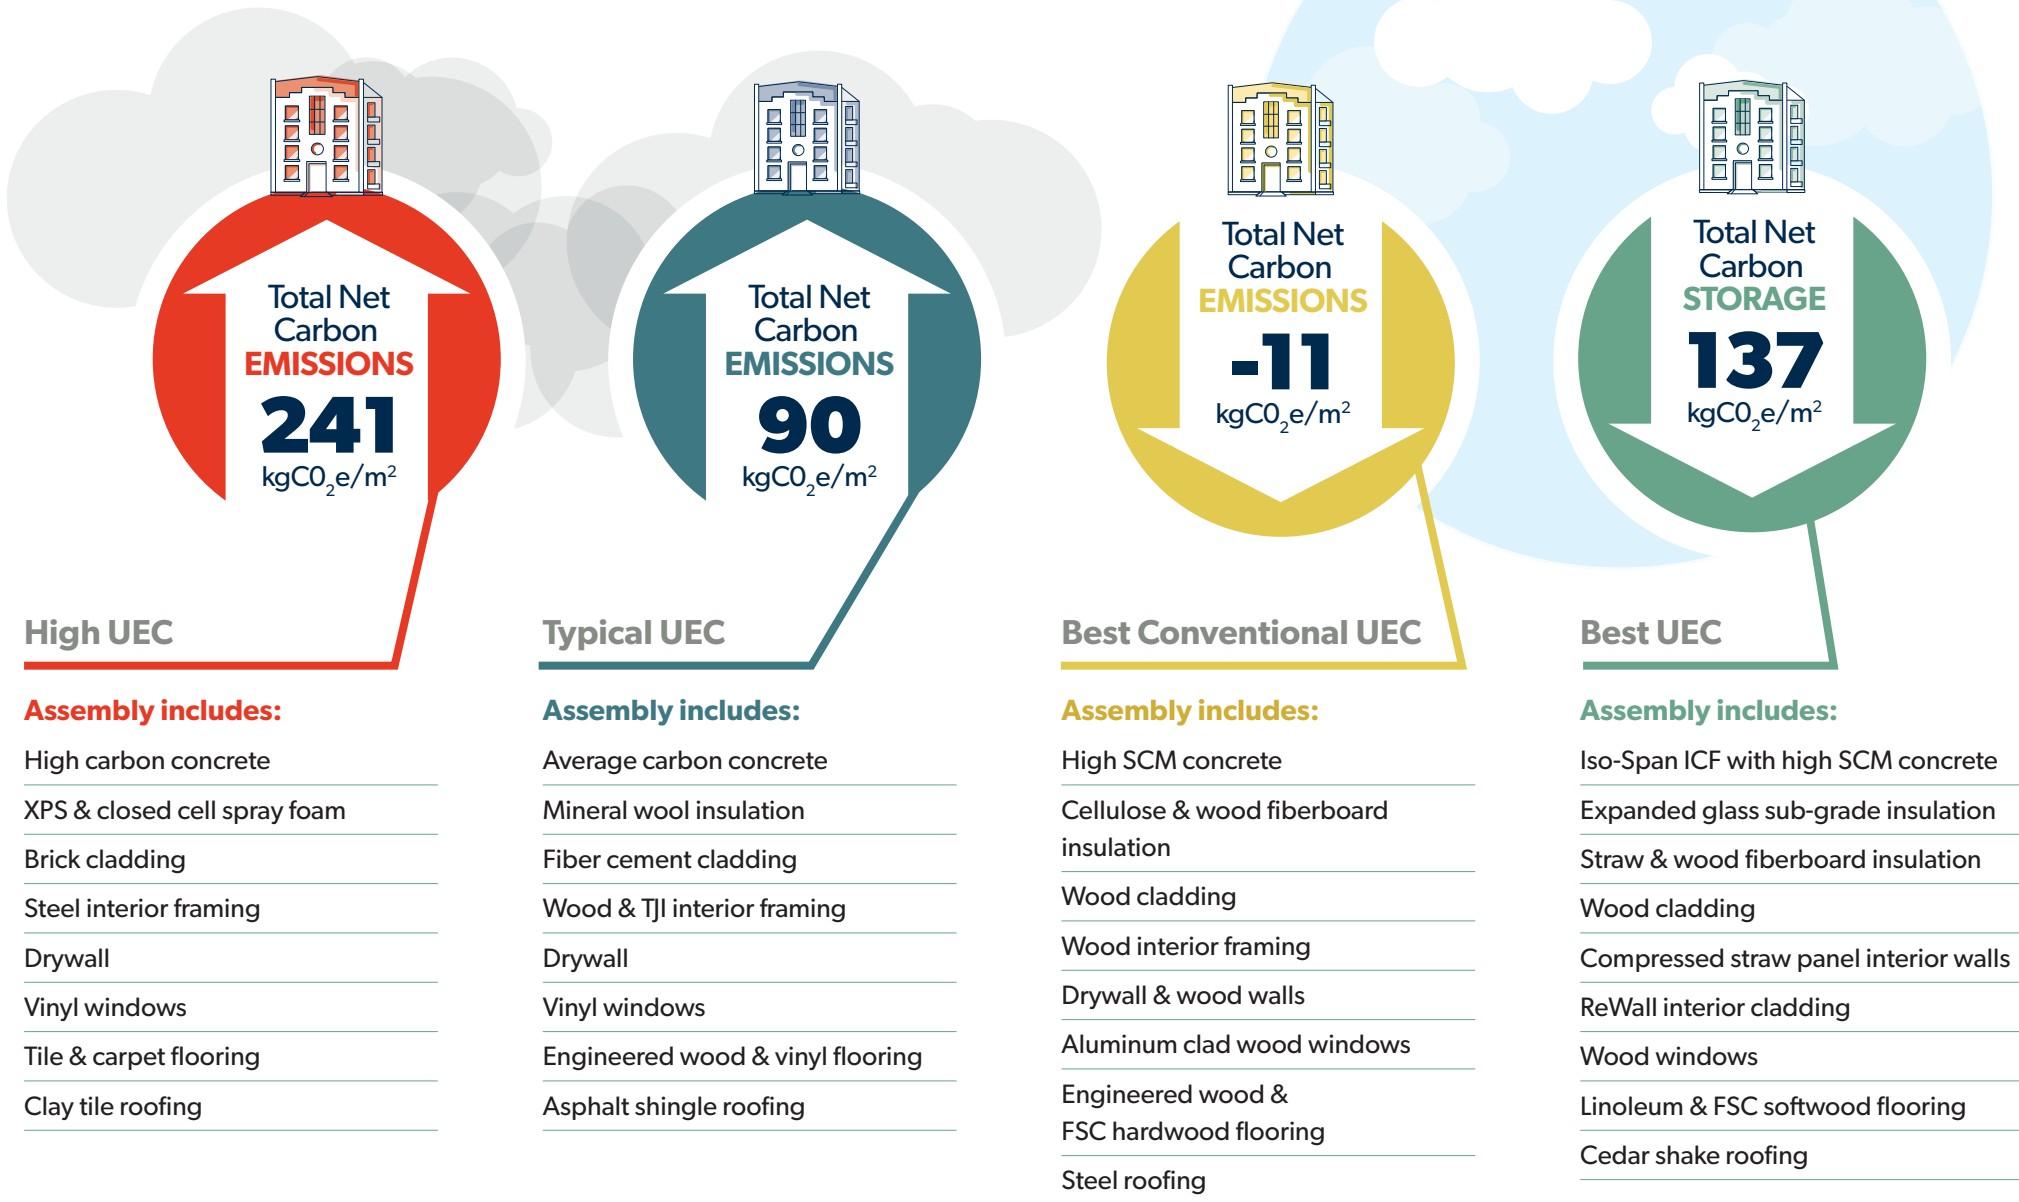 Total Net
Carbon
EMISSIONS
241
kgC0₂e/m²
Total Net
Carbon
EMISSIONS
90
kgC0₂e/m²
Total Net
Carbon
EMISSIONS
-11
kgC0₂e/m²
Total Net
Carbon
STORAGE
137
kgC0₂e/m²
High UEC
Assembly includes:
High carbon concrete
XPS & closed cell spray foam
Brick cladding
Steel interior framing
Drywall
Vinyl windows
Tile & carpet flooring
Clay tile roofing
Typical UEC
Assembly includes:
Average carbon concrete
Mineral wool insulation
Fiber cement cladding
Wood & TJI interior framing
Drywall
Vinyl windows
Engineered wood & vinyl flooring
Asphalt shingle roofing
Best Conventional UEC
Assembly includes:
High SCM concrete
Cellulose & wood fiberboard
insulation
Wood cladding
Wood interior framing
Drywall & wood walls
Aluminum clad wood windows
Engineered wood &
FSC hardwood flooring
Steel roofing
Best UEC
Assembly includes:
Iso-Span ICF with high SCM concrete
Expanded glass sub-grade insulation
Straw & wood fiberboard insulation
Wood cladding
Compressed straw panel interior walls
ReWall interior cladding
Wood windows
Linoleum & FSC softwood flooring
Cedar shake roofing